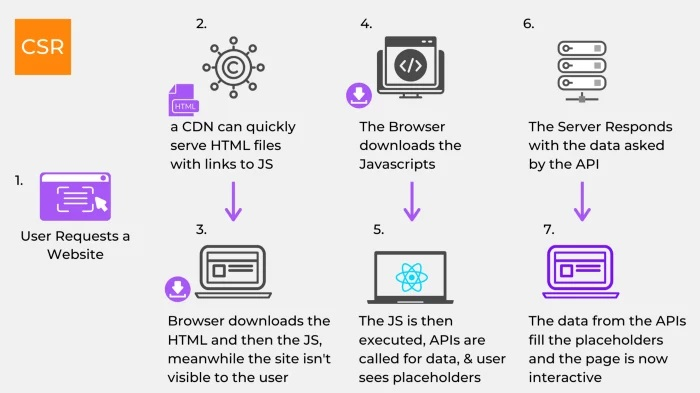 CSR
1.
User Requests a
Website
2.
HTML
a CDN can quickly
serve HTML files
with links to JS
3.
Browser downloads the
HTML and then the JS,
meanwhile the site isn't
visible to the user
4.
The Browser
downloads the
Javascripts
5.
The JS is then
executed, APIs are
called for data, & user
sees placeholders
6.
The Server Responds
with the data asked
by the API
7.
The data from the APIs
fill the placeholders
and the page is now
interactive